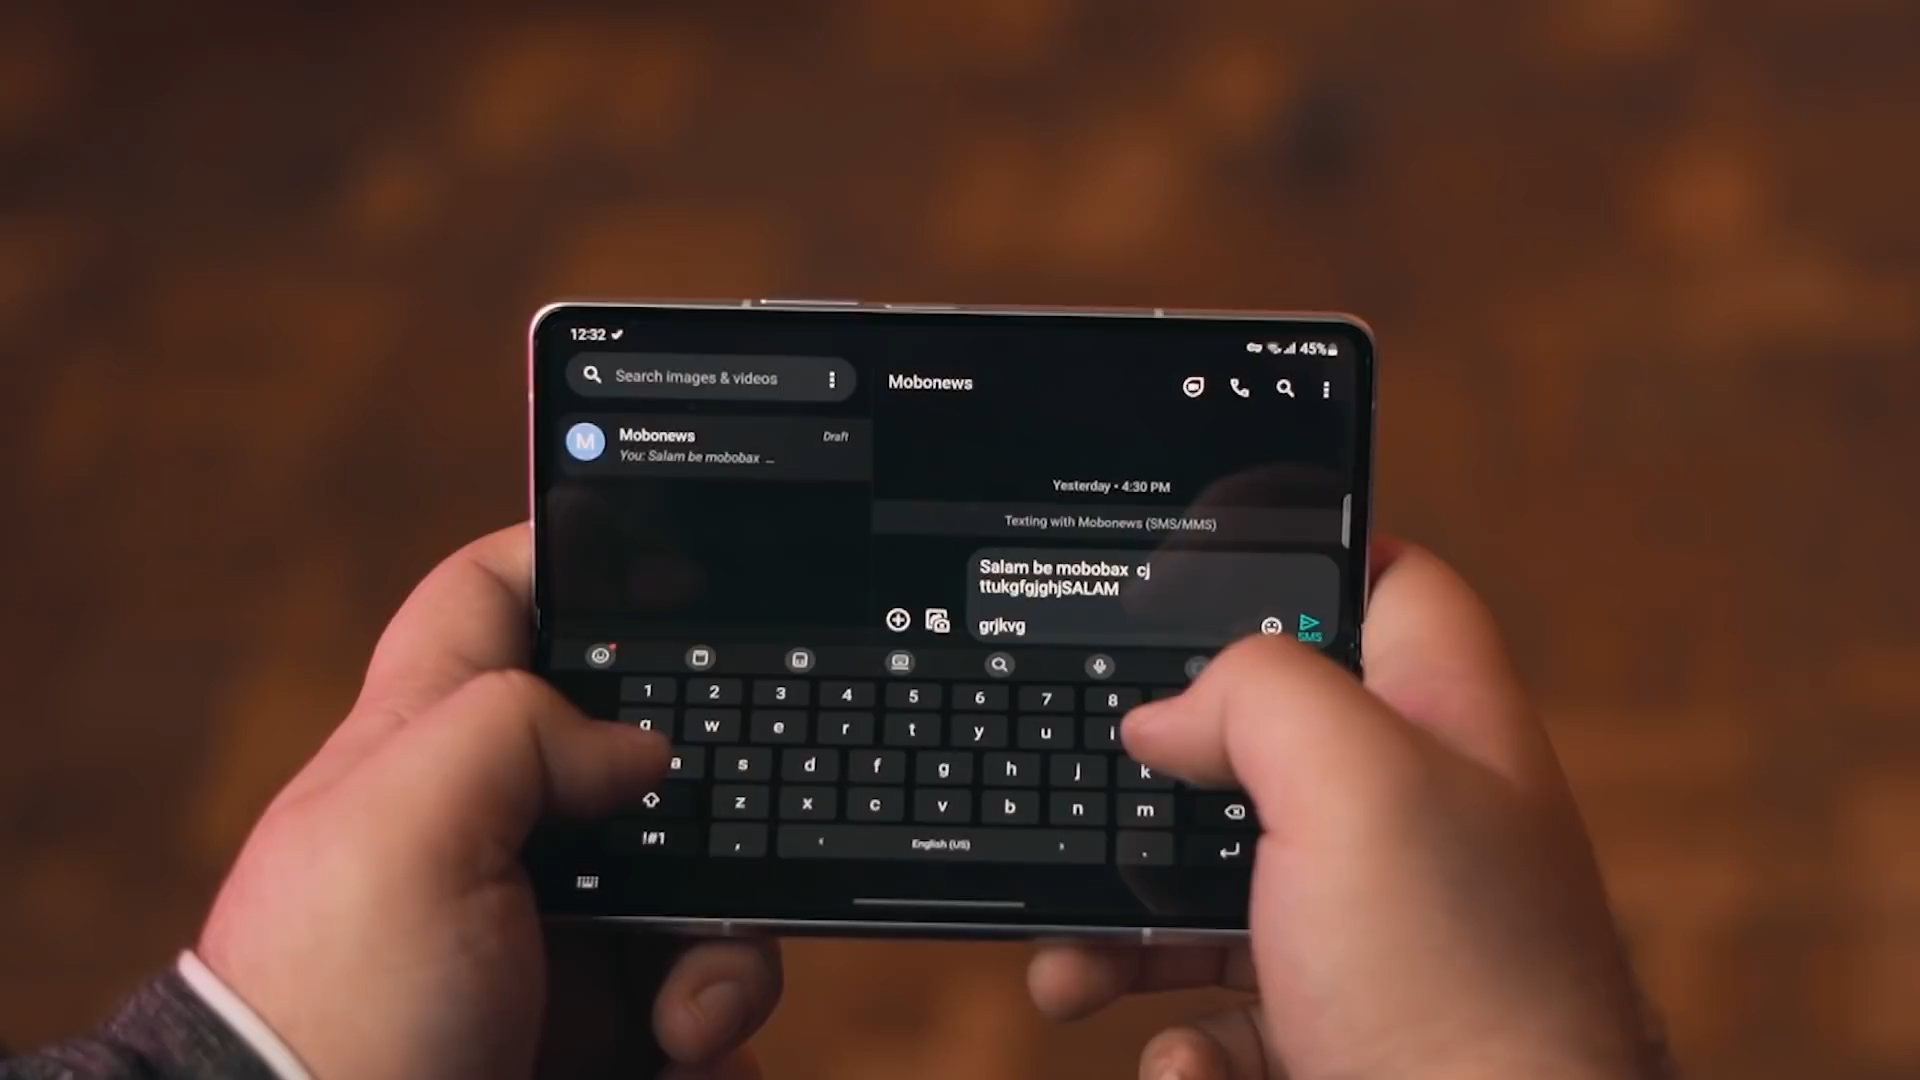 12:32
45%
Search images & videos
Mobonews
M
Mobonews
Draft
You: Salam be mobobax ...
Yesterday • 4:30 PM
Texting with Mobonews (SMS/MMS)
Salam be mobobax cj
ttukgfgjghjSALAM
grjkvg
SMS
1 2 3 4 5 6 7 8
q w e r t y u i
a s d f g h j k
z x c v b n m
!#1 , English (US) .